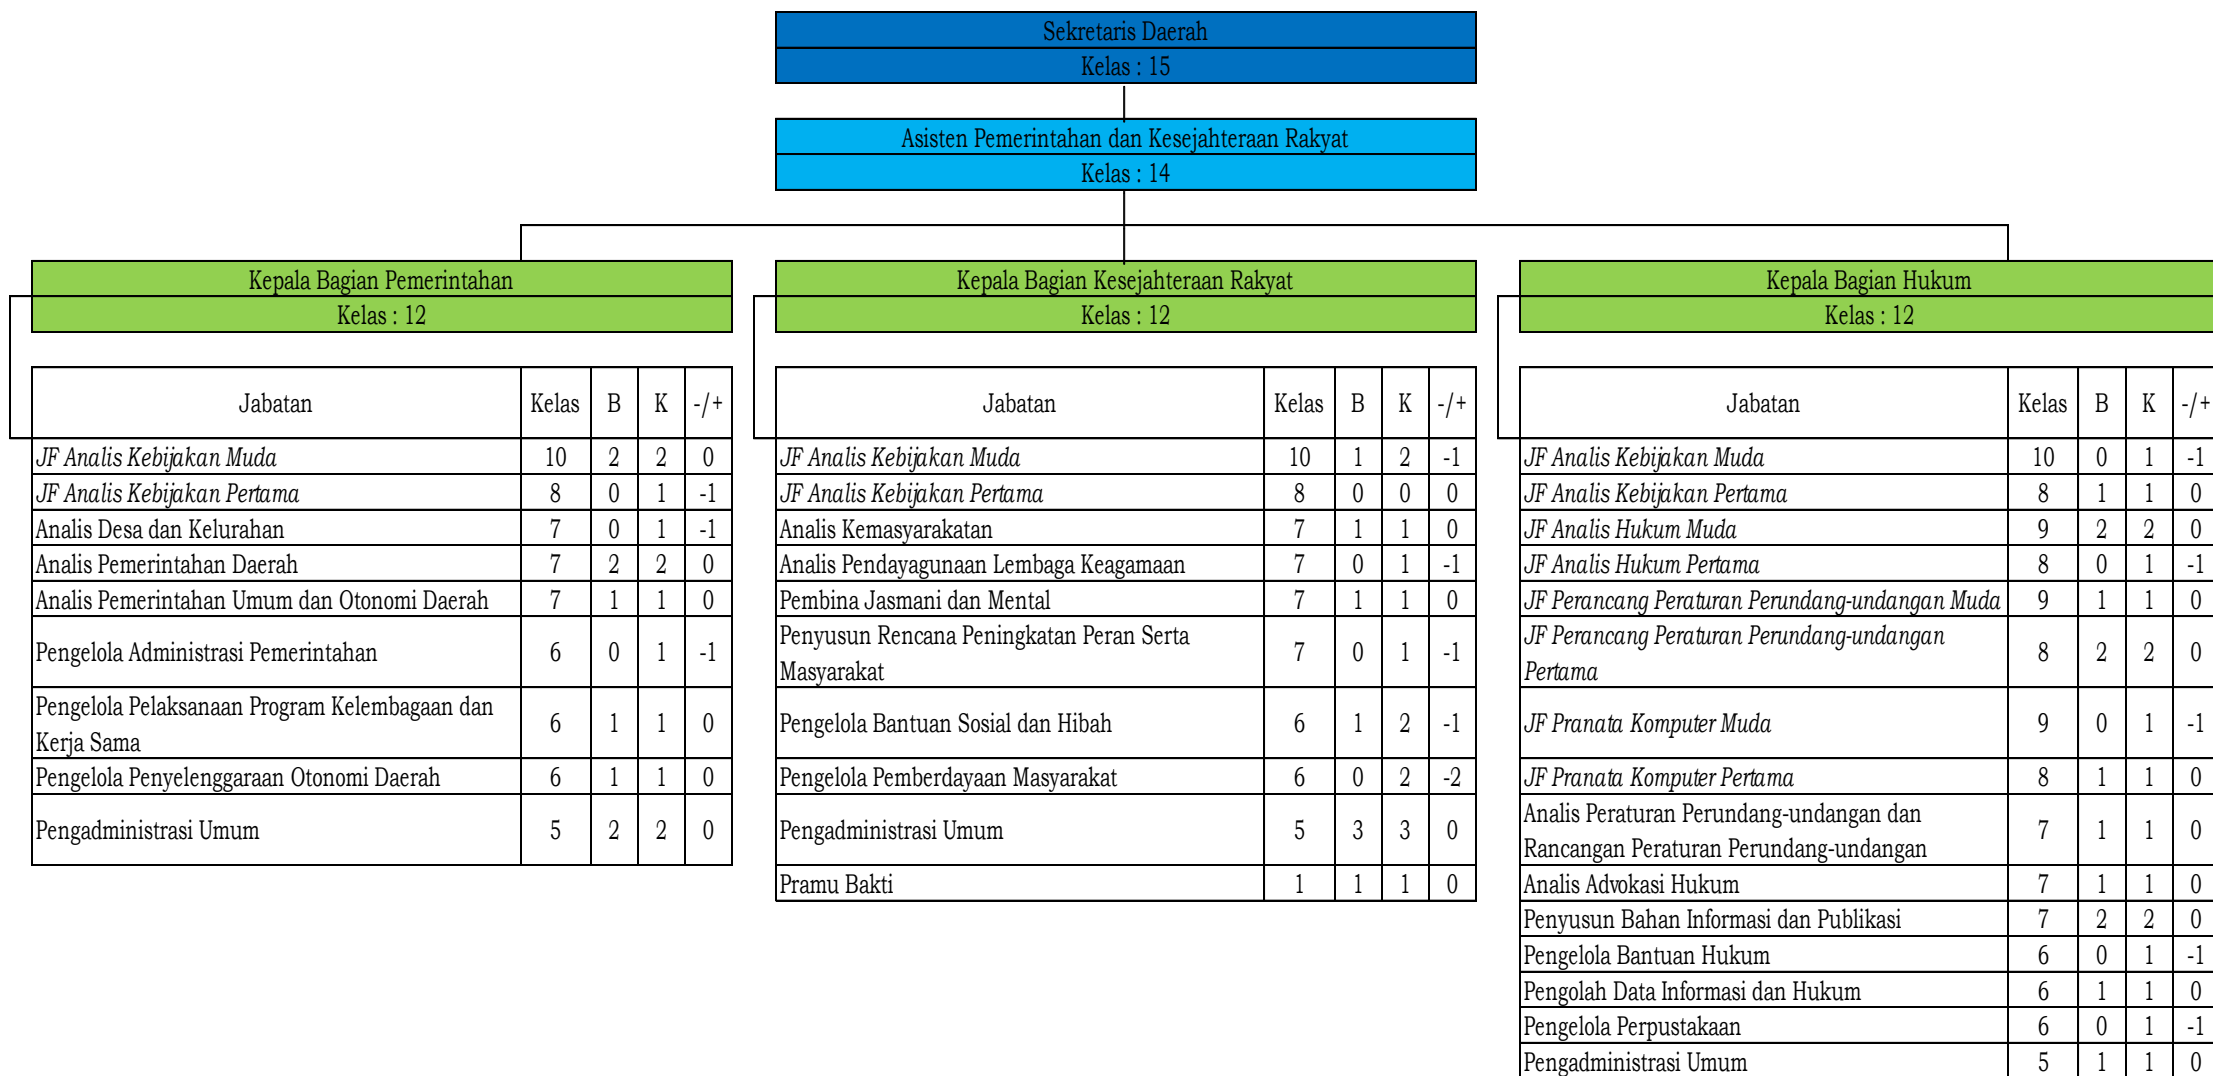 Sekretaris Daerah
Kelas : 15
Asisten Pemerintahan dan Kesejahteraan Rakyat
Kelas : 14
Kepala Bagian Pemerintahan
Kelas : 12
Jabatan Kelas B K -/+
JF Analis Kebijakan Muda 10 2 2 0
JF Analis Kebijakan Pertama 8 0 1 -1
Analis Desa dan Kelurahan 7 0 1 -1
Analis Pemerintahan Daerah 7 2 2 0
Analis Pemerintahan Umum dan Otonomi Daerah 7 1 1 0
Pengelola Administrasi Pemerintahan 6 0 1 -1
Pengelola Pelaksanaan Program Kelembagaan dan
Kerja Sama 6 1 1 0
Pengelola Penyelenggaraan Otonomi Daerah 6 1 1 0
Pengadministrasi Umum 5 2 2 0
Kepala Bagian Kesejahteraan Rakyat
Kelas : 12
Jabatan Kelas B K -/+
JF Analis Kebijakan Muda 10 1 2 -1
JF Analis Kebijakan Pertama 8 0 0 0
Analis Kemasyarakatan 7 1 1 0
Analis Pendayagunaan Lembaga Keagamaan 7 0 1 -1
Pembina Jasmani dan Mental 7 1 1 0
Penyusun Rencana Peningkatan Peran Serta
Masyarakat 7 0 1 -1
Pengelola Bantuan Sosial dan Hibah 6 1 2 -1
Pengelola Pemberdayaan Masyarakat 6 0 2 -2
Pengadministrasi Umum 5 3 3 0
Pramu Bakti 1 1 1 0
Kepala Bagian Hukum
Kelas : 12
Jabatan Kelas B K -/+
JF Analis Kebijakan Muda 10 0 1 -1
JF Analis Kebijakan Pertama 8 1 1 0
JF Analis Hukum Muda 9 2 2 0
JF Analis Hukum Pertama 8 0 1 -1
JF Perancang Peraturan Perundang-undangan Muda 9 1 1 0
JF Perancang Peraturan Perundang-undangan
Pertama 8 2 2 0
JF Pranata Komputer Muda 9 0 1 -1
JF Pranata Komputer Pertama 8 1 1 0
Analis Peraturan Perundang-undangan dan
Rancangan Peraturan Perundang-undangan 7 1 1 0
Analis Advokasi Hukum 7 1 1 0
Penyusun Bahan Informasi dan Publikasi 7 2 2 0
Pengelola Bantuan Hukum 6 0 1 -1
Pengolah Data Informasi dan Hukum 6 1 1 0
Pengelola Perpustakaan 6 0 1 -1
Pengadministrasi Umum 5 1 1 0